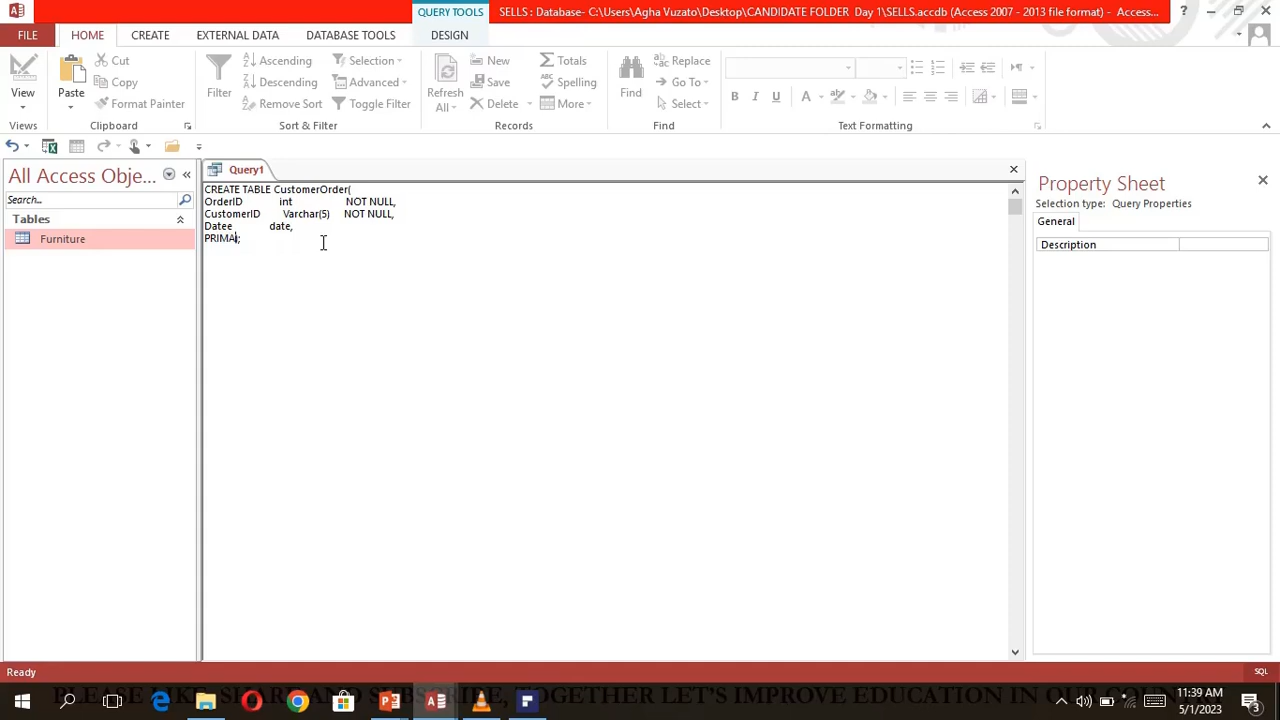 QUERY TOOLS
SELLS : Database- C:\Users\Agha Vuzato\Desktop\CANDIDATE FOLDER Day 1\SELLS.accdb (Access 2007 - 2013 file format) - Access...
FILE HOME CREATE EXTERNAL DATA DATABASE TOOLS DESIGN
View
Views
Paste
Cut
Copy
Format Painter
Clipboard
Filter
Ascending
Descending
Remove Sort
Selection
Advanced
Toggle Filter
Sort & Filter
Refresh
All
New
Save
Delete
Totals
Spelling
More
Records
Find
Replace
Go To
Select
Find
B I U A
Text Formatting
All Access Obje...
Search...
Tables
Furniture
Query1
CREATE TABLE CustomerOrder(
OrderID int NOT NULL,
CustomerID Varchar(5) NOT NULL,
Datee date,
PRIMA;
Property Sheet
Selection type: Query Properties
General
Description
Ready
SQL
11:39 AM
5/1/2023
3